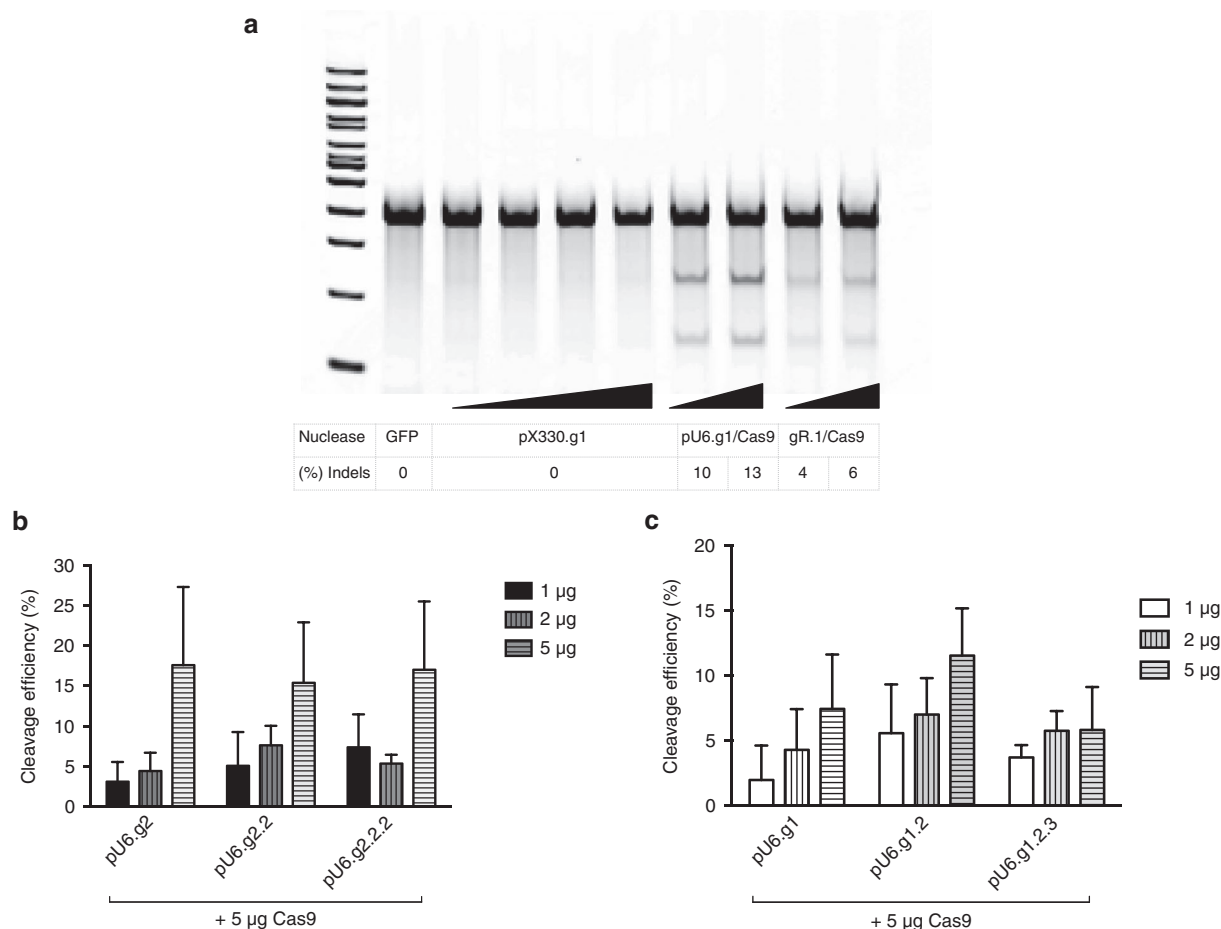 a
Nuclease GFP pX330.g1 pU6.g1/Cas9 gR.1/Cas9
(%) Indels 0 0 10 13 4 6
b
Cleavage efficiency (%)
30
25
20
15
10
5
0
1 µg
2 µg
5 µg
pU6.g2
pU6.g2.2
pU6.g2.2.2
+ 5 µg Cas9
c
Cleavage efficiency (%)
20
15
10
5
0
1 µg
2 µg
5 µg
pU6.g1
pU6.g1.2
pU6.g1.2.3
+ 5 µg Cas9